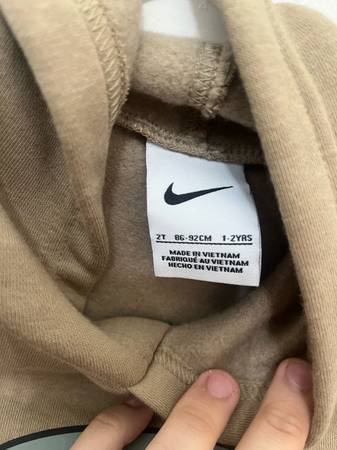 2T 86-92CM 1-2YRS
MADE IN VIETNAM
FABRIQUÉ AU VIETNAM
HECHO EN VIETNAM